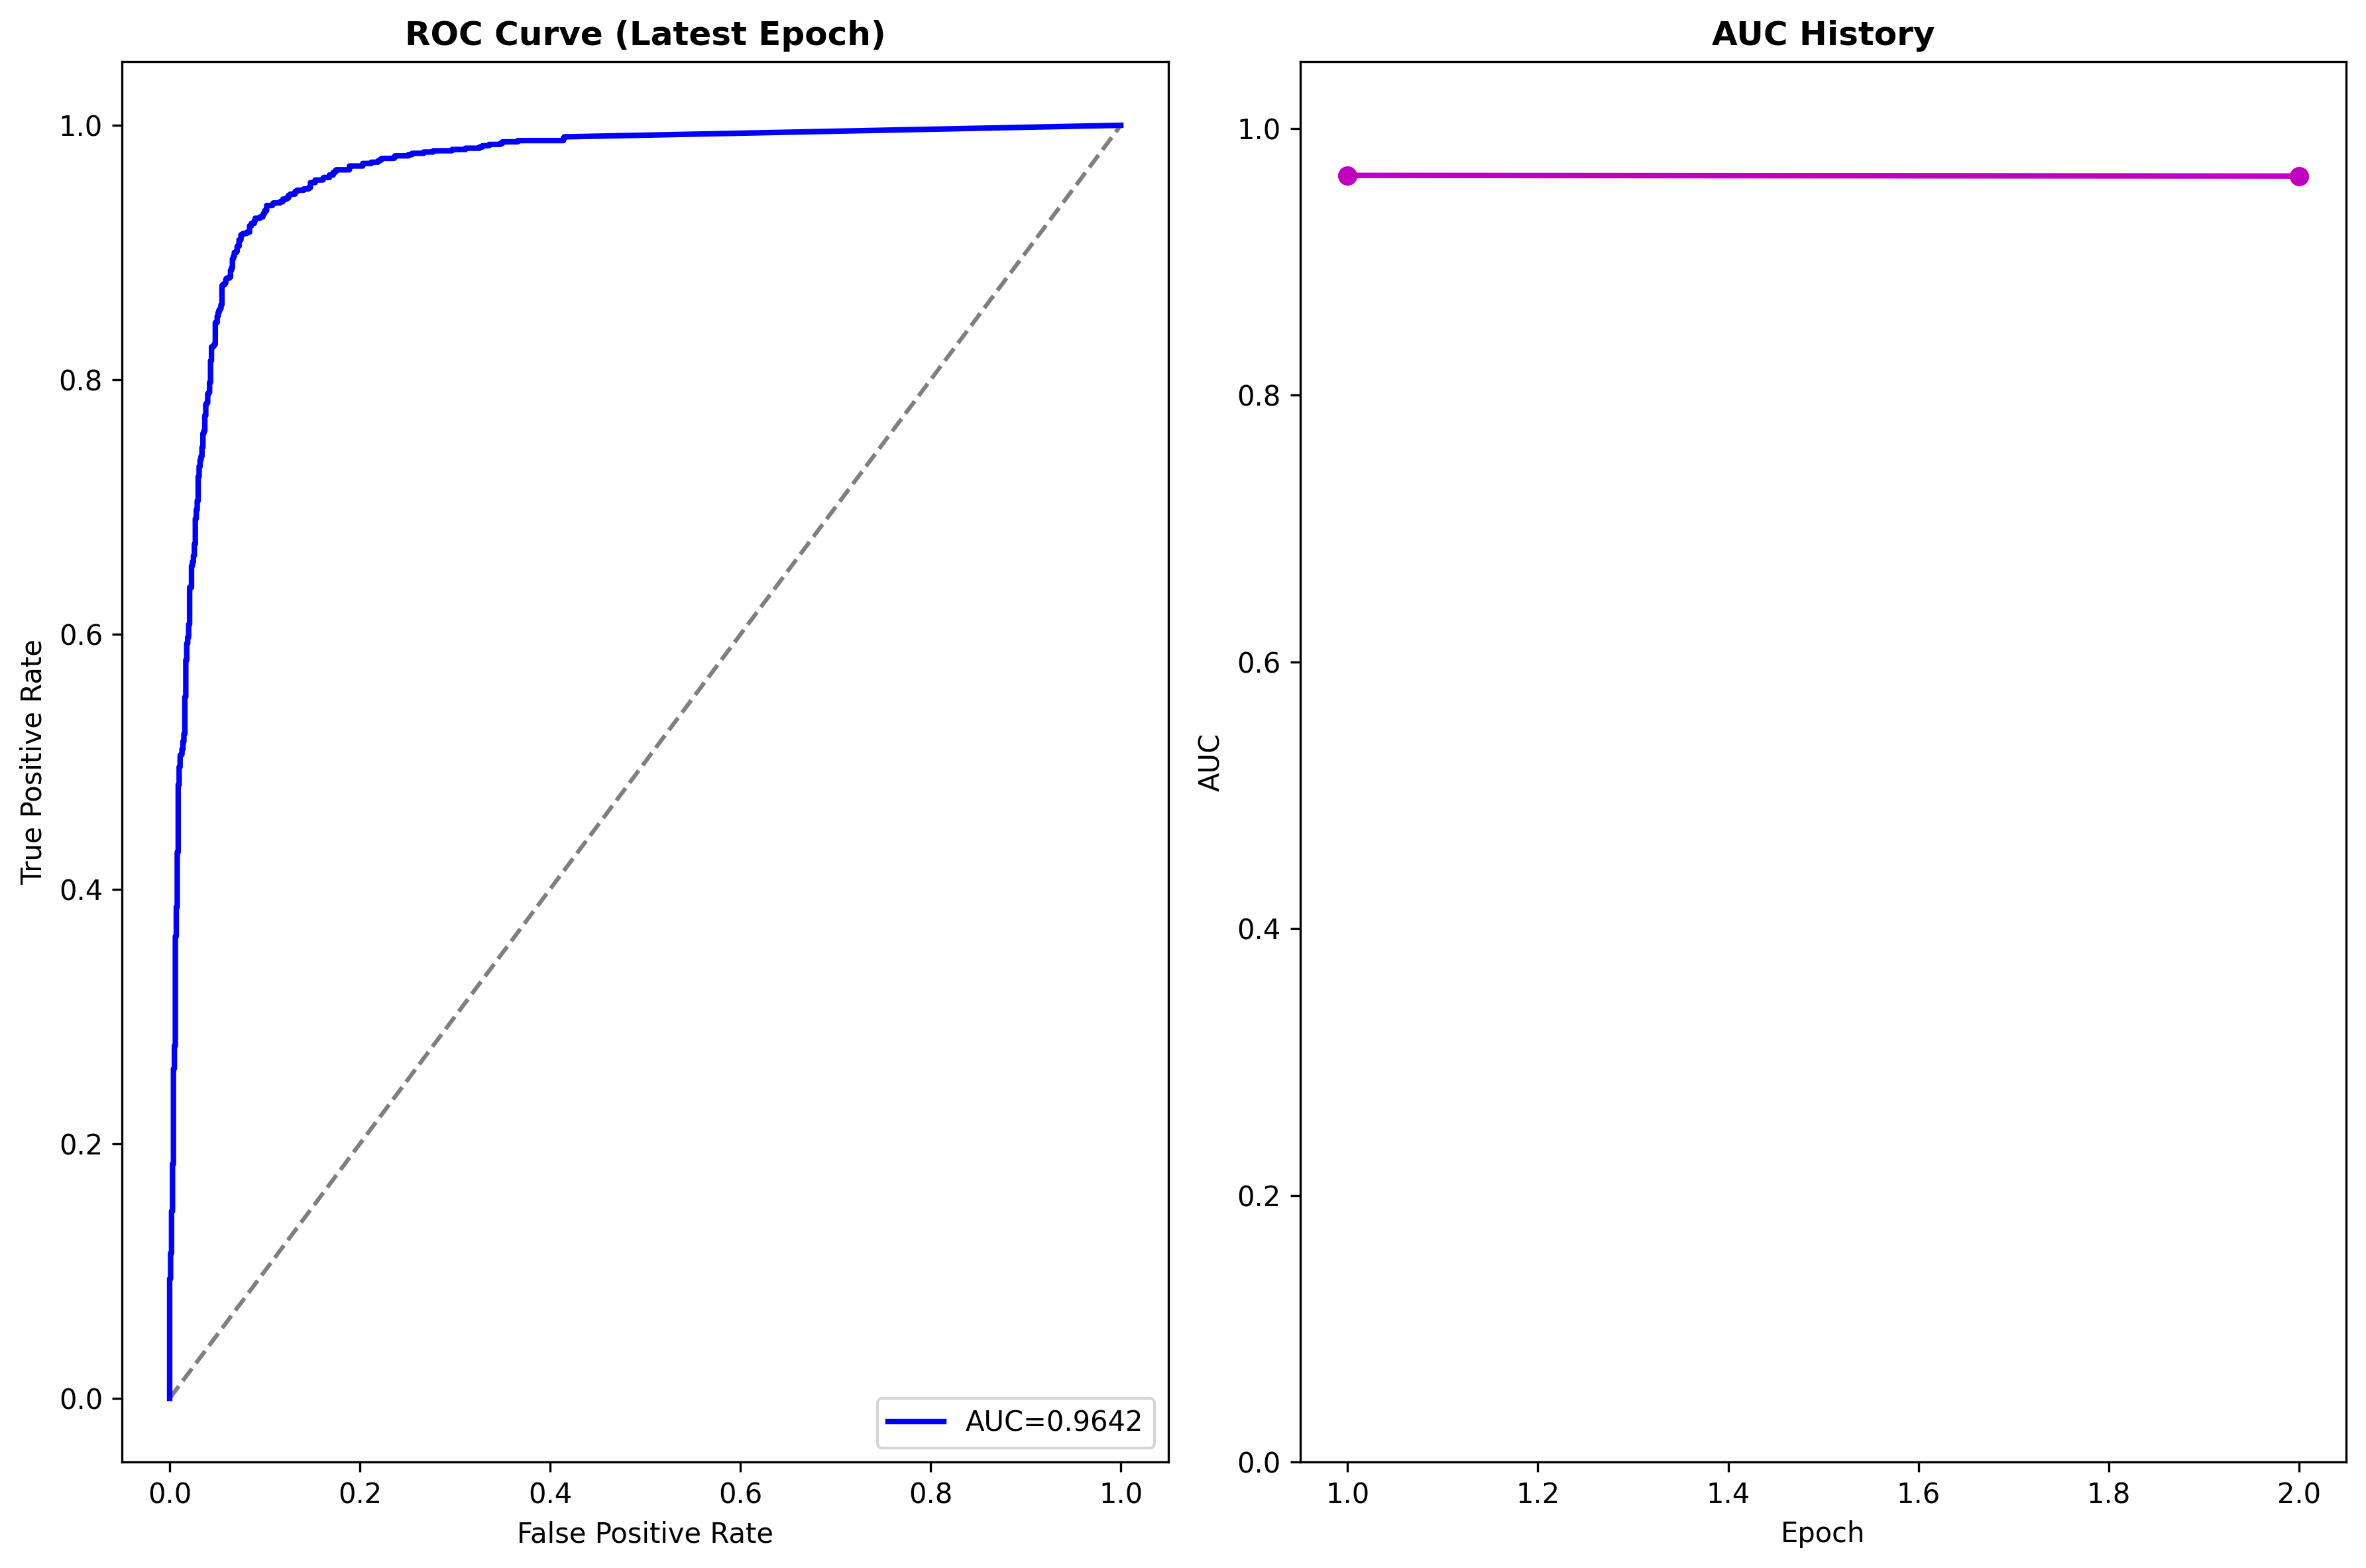 ROC Curve (Latest Epoch)
True Positive Rate
1.0
0.8
0.6
0.4
0.2
0.0
0.0 0.2 0.4 0.6 0.8 1.0
False Positive Rate
AUC=0.9642
AUC History
AUC
1.0
0.8
0.6
0.4
0.2
0.0
1.0 1.2 1.4 1.6 1.8 2.0
Epoch